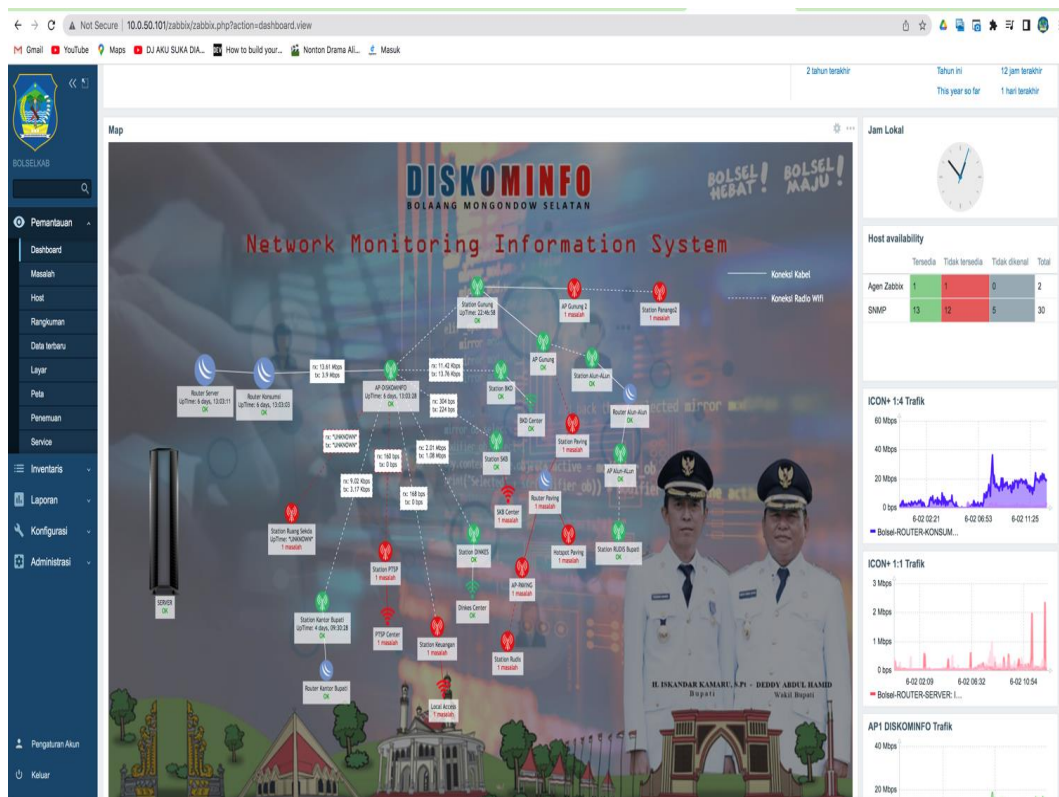 Not Secure | 10.0.50.101/zabbix/zabbix.php?action=dashboard.view
Gmail YouTube Maps DJ AKU SUKA DIA... How to build your... Nonton Drama Ali... Masuk
BOLSELKAB
Pemantauan
Dashboard
Masalah
Host
Rangkuman
Data terbaru
Layar
Peta
Penemuan
Service
Inventaris
Laporan
Konfigurasi
Administrasi
Pengaturan Akun
Keluar
2 tahun terakhir
Tahun ini
12 jam terakhir
This year so far
1 hari terakhir
Map
DISKOMINFO
BOLAANG MONGONDOW SELATAN
BOLSEL HEBAT!
BOLSEL MAJU!
Network Monitoring Information System
Koneksi Kabel
Koneksi Radio Wifi
Station Gunung
UpTime: 22:46:58
OK
AP Gunung 2
1 masalah
Station Panango2
1 masalah
AP Gunung
OK
Station Alun-ALun
OK
Router Server
UpTime: 6 days, 13:03:11
OK
Router Konsumsi
UpTime: 6 days, 13:03:03
OK
rx: 13.61 Mbps
tx: 3.9 Mbps
AP DISKOMINFO
UpTime: 6 days, 13:02:28
OK
rx: 11.42 Kbps
tx: 13.76 Kbps
Station BKD
OK
rx: 304 bps
tx: 224 bps
BKD Center
OK
Router Alun-Alun
OK
Station Paving
1 masalah
rx: "UNKNOWN"
tx: "UNKNOWN"
rx: 160 bps
tx: 0 bps
rx: 2.01 Mbps
tx: 1.08 Mbps
Station SKB
OK
AP Alun-ALun
OK
rx: 9.02 Kbps
tx: 3.17 Kbps
rx: 168 bps
tx: 0 bps
SKB Center
1 masalah
Router Paving
1 masalah
Station Ruang Sekda
UpTime: "UNKNOWN"
1 masalah
Station PTSP
1 masalah
Station DINKES
OK
Hotspot Paving
1 masalah
Station RUDIS Bupati
OK
AP-PAVING
1 masalah
SERVER
OK
Station Kantor Bupati
UpTime: 4 days, 09:30:28
OK
PTSP Center
1 masalah
Dinkes Center
OK
Station Keuangan
1 masalah
Station Rudis
1 masalah
Router Kantor Bupati
OK
Local Access
1 masalah
H. ISKANDAR KAMARU, S.Pt - DEDDY ABDUL HAMID
Bupati Wakil Bupati
Jam Lokal
Host availability
Tersedia Tidak tersedia Tidak dikenal Total
Agen Zabbix 1 1 0 2
SNMP 13 12 5 30
ICON+ 1:4 Trafik
60 Mbps
40 Mbps
20 Mbps
0 bps
6-02 02:21 6-02 06:53 6-02 11:25
Bolsel-ROUTER-KONSUM...
ICON+ 1:1 Trafik
3 Mbps
2 Mbps
1 Mbps
0 bps
6-02 02:09 6-02 06:32 6-02 10:54
Bolsel-ROUTER-SERVER: I...
AP1 DISKOMINFO Trafik
40 Mbps
20 Mbps